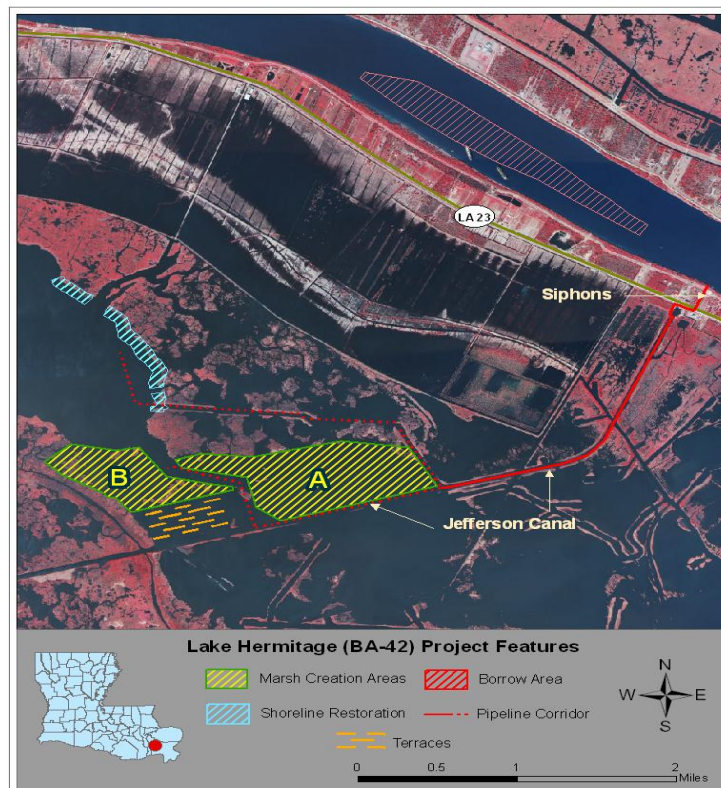 LA 23
Siphons
B
A
Jefferson Canal
Lake Hermitage (BA-42) Project Features
Marsh Creation Areas
Borrow Area
Shoreline Restoration
Pipeline Corridor
Terraces
N
W E
S
0 0.5 1 2
Miles